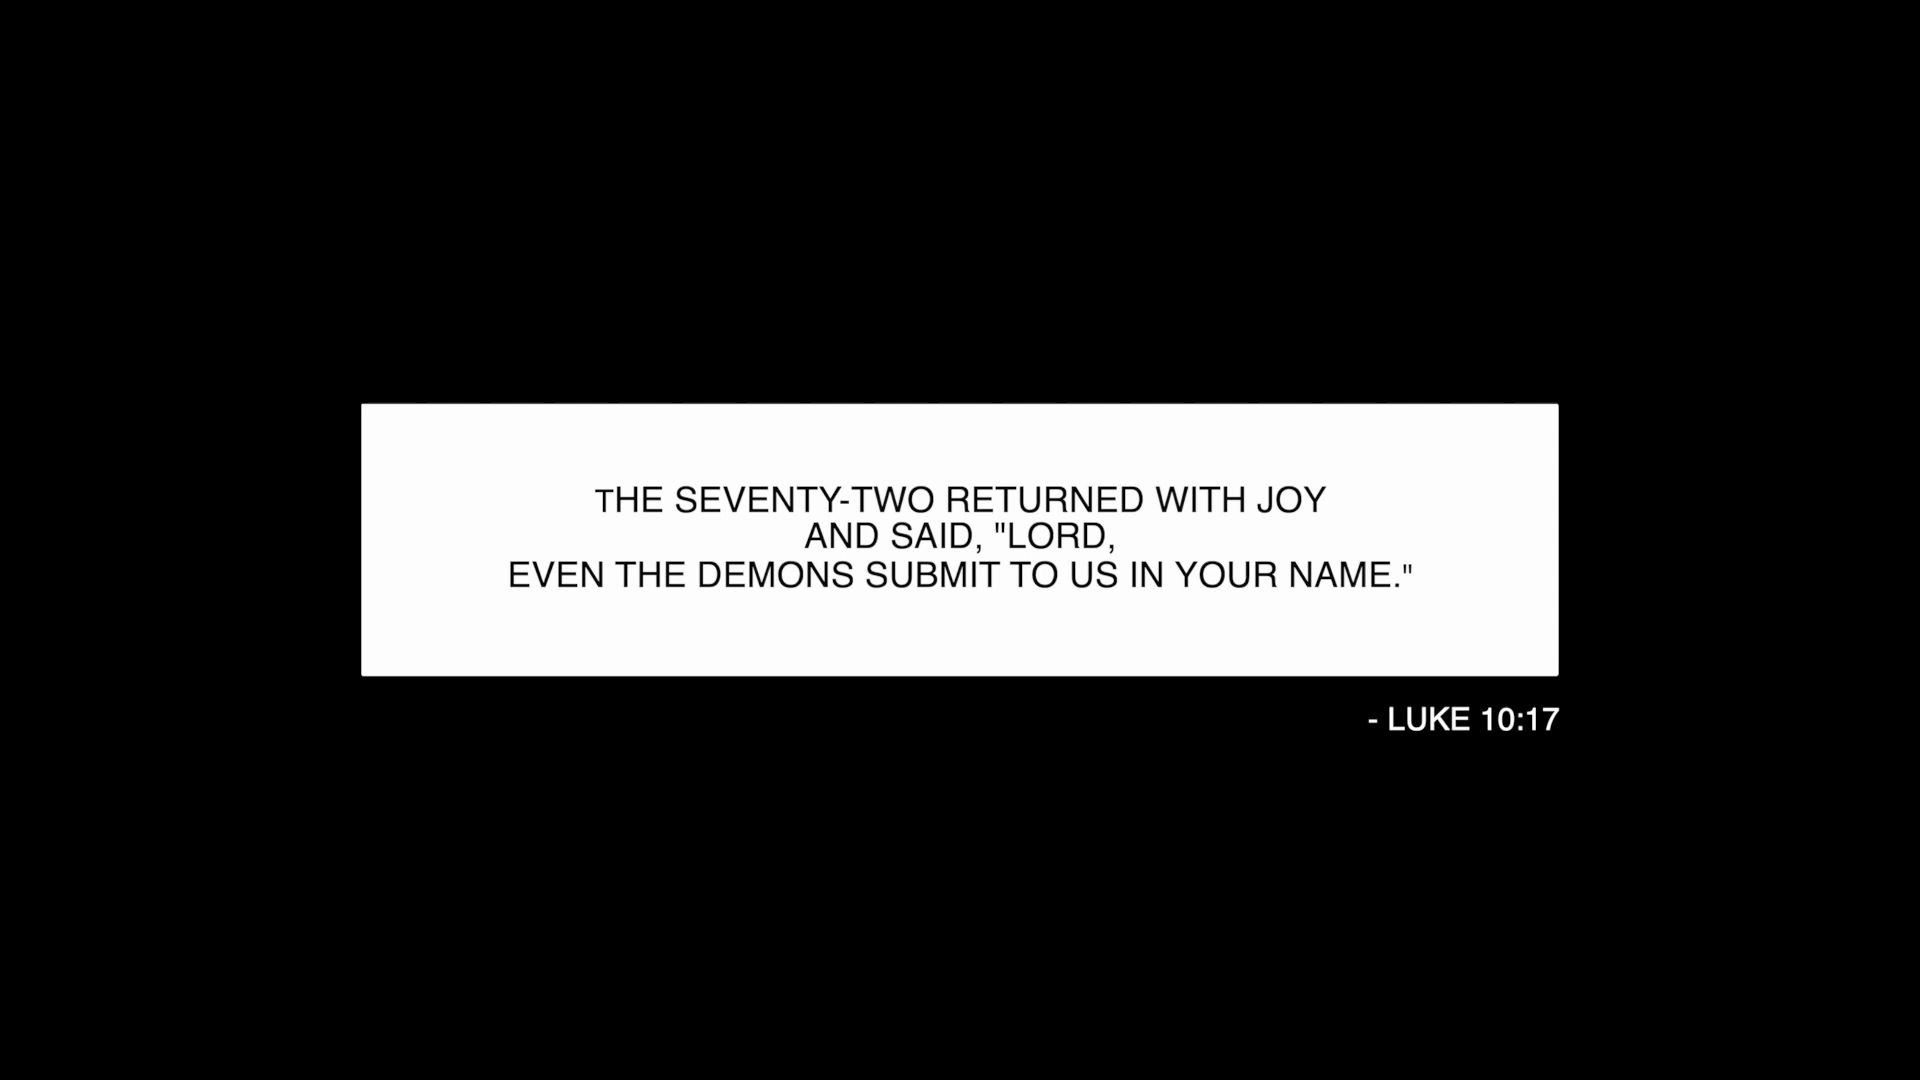 THE SEVENTY-TWO RETURNED WITH JOY
AND SAID, "LORD,
EVEN THE DEMONS SUBMIT TO US IN YOUR NAME."
- LUKE 10:17